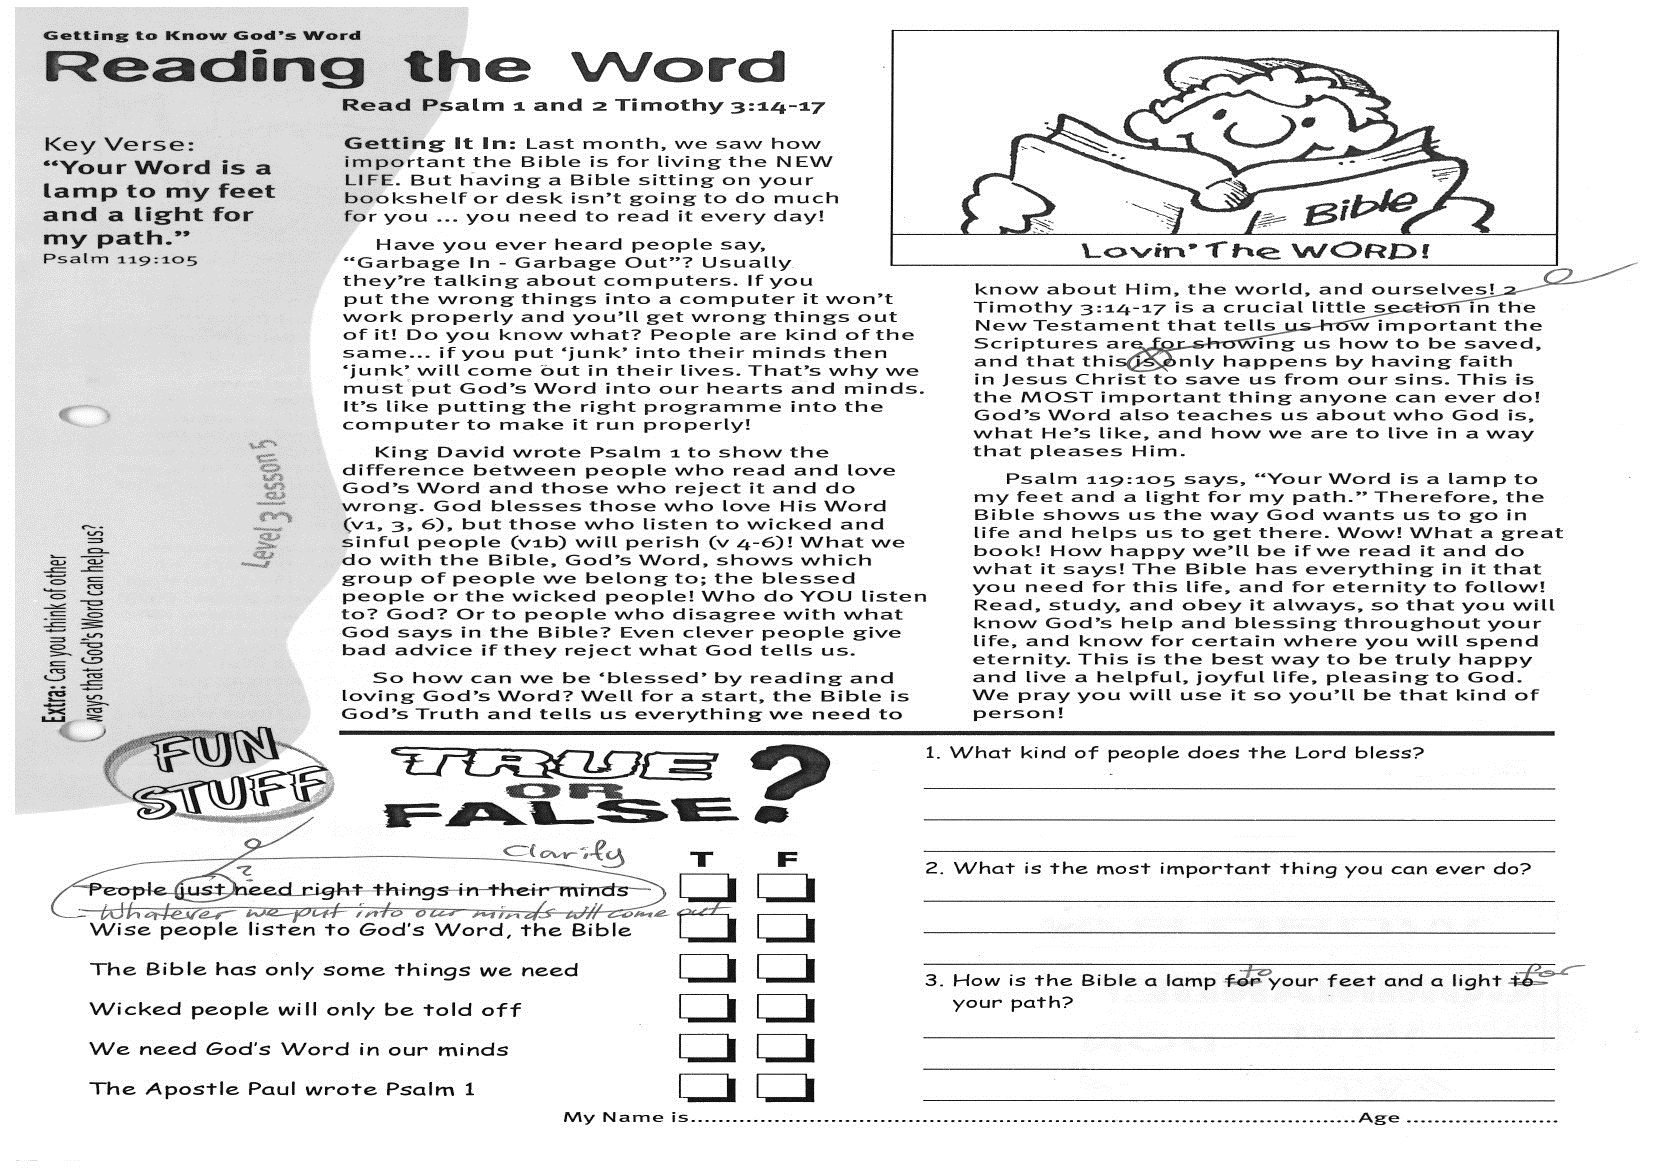 Getting to Know God's Word
Reading the Word
Read Psalm 1 and 2 Timothy 3:14-17
Key Verse:
“Your Word is a
lamp to my feet
and a light for
my path.”
Psalm 119:105
Getting It In: Last month, we saw how
important the Bible is for living the NEW
LIFE. But having a Bible sitting on your
bookshelf or desk isn't going to do much
for you ... you need to read it every day!
Have you ever heard people say,
“Garbage In - Garbage Out”? Usually
they're talking about computers. If you
put the wrong things into a computer it won't
work properly and you'll get wrong things out
of it! Do you know what? People are kind of the
same... if you put ‘junk’ into their minds then
‘junk’ will come out in their lives. That's why we
must put God's Word into our hearts and minds.
It's like putting the right programme into the
computer to make it run properly!
King David wrote Psalm 1 to show the
difference between people who read and love
God's Word and those who reject it and do
wrong. God blesses those who love His Word
(v1, 3, 6), but those who listen to wicked and
sinful people (v1b) will perish (v 4-6)! What we
do with the Bible, God's Word, shows which
group of people we belong to; the blessed
people or the wicked people! Who do YOU listen
to? God? Or to people who disagree with what
God says in the Bible? Even clever people give
bad advice if they reject what God tells us.
So how can we be ‘blessed’ by reading and
loving God's Word? Well for a start, the Bible is
God's Truth and tells us everything we need to
Bible
Lovin' The WORD!
know about Him, the world, and ourselves! 2
Timothy 3:14-17 is a crucial little section in the
New Testament that tells us how important the
Scriptures are for showing us how to be saved,
and that this is only happens by having faith
in Jesus Christ to save us from our sins. This is
the MOST important thing anyone can ever do!
God's Word also teaches us about who God is,
what He's like, and how we are to live in a way
that pleases Him.
Psalm 119:105 says, “Your Word is a lamp to
my feet and a light for my path.” Therefore, the
Bible shows us the way God wants us to go in
life and helps us to get there. Wow! What a great
book! How happy we'll be if we read it and do
what it says! The Bible has everything in it that
you need for this life, and for eternity to follow!
Read, study, and obey it always, so that you will
know God's help and blessing throughout your
life, and know for certain where you will spend
eternity. This is the best way to be truly happy
and live a helpful, joyful life, pleasing to God.
We pray you will use it so you'll be that kind of
person!
Level 3 lesson 5
Extra: Can you think of other
ways that God's Word can help us?
FUN
STUFF
TRUE
OR
FALSE?
Clarify
T F
?
People just need right things in their minds
Whatever we put into our minds will come out
Wise people listen to God's Word, the Bible
The Bible has only some things we need
Wicked people will only be told off
We need God's Word in our minds
The Apostle Paul wrote Psalm 1
1. What kind of people does the Lord bless?
2. What is the most important thing you can ever do?
to for
3. How is the Bible a lamp for your feet and a light to
your path?
My Name is.......................................................................................................Age .......................